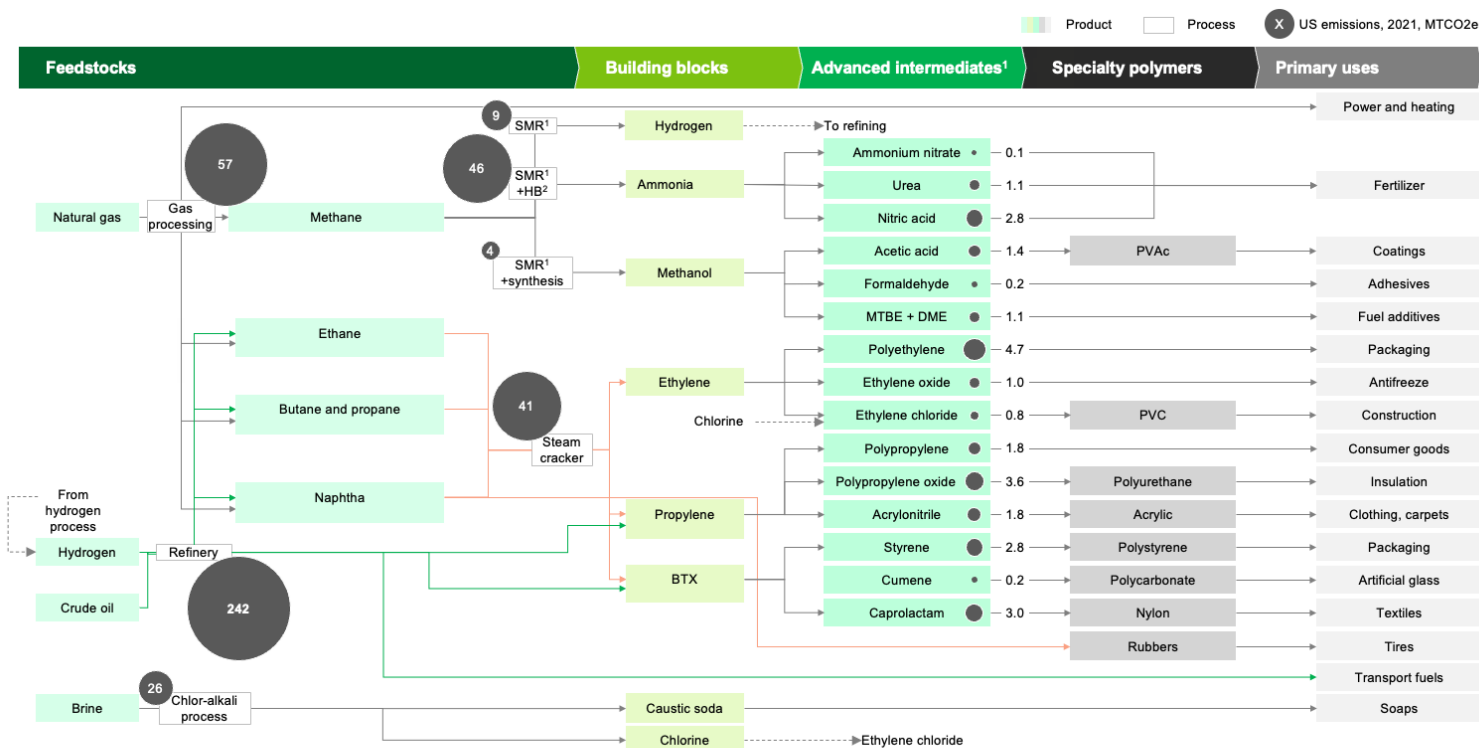 Product
Process
X US emissions, 2021, MTCO2e
Feedstocks
Building blocks
Advanced intermediates¹
Specialty polymers
Primary uses
Power and heating
9
SMR¹
Hydrogen
To refining
57
46
SMR¹
+HB²
Ammonia
Ammonium nitrate
0.1
Urea
1.1
Fertilizer
Nitric acid
2.8
Natural gas
Gas
processing
Methane
4
SMR¹
+synthesis
Methanol
Acetic acid
1.4
PVAc
Coatings
Formaldehyde
0.2
Adhesives
MTBE + DME
1.1
Fuel additives
Ethane
Butane and propane
Naphtha
41
Steam
cracker
Ethylene
Polyethylene
4.7
Packaging
Ethylene oxide
1.0
Antifreeze
Chlorine
Ethylene chloride
0.8
PVC
Construction
Polypropylene
1.8
Consumer goods
Propylene
Polypropylene oxide
3.6
Polyurethane
Insulation
Acrylonitrile
1.8
Acrylic
Clothing, carpets
From
hydrogen
process
Hydrogen
Refinery
Crude oil
242
BTX
Styrene
2.8
Polystyrene
Packaging
Cumene
0.2
Polycarbonate
Artificial glass
Caprolactam
3.0
Nylon
Textiles
Rubbers
Tires
Transport fuels
Brine
26
Chlor-alkali
process
Caustic soda
Soaps
Chlorine
Ethylene chloride